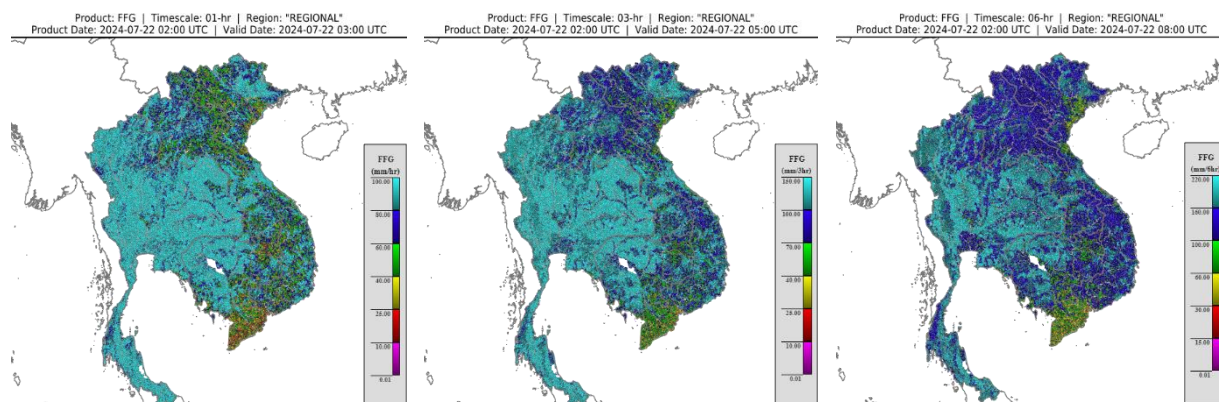 Product: FFG | Timescale: 01-hr | Region: "REGIONAL"
Product Date: 2024-07-22 02:00 UTC | Valid Date: 2024-07-22 03:00 UTC
FFG
(mm/hr)
100.00
80.00
60.00
40.00
25.00
10.00
0.01
Product: FFG | Timescale: 03-hr | Region: "REGIONAL"
Product Date: 2024-07-22 02:00 UTC | Valid Date: 2024-07-22 05:00 UTC
FFG
(mm/3hr)
160.00
100.00
70.00
40.00
25.00
10.00
0.01
Product: FFG | Timescale: 06-hr | Region: "REGIONAL"
Product Date: 2024-07-22 02:00 UTC | Valid Date: 2024-07-22 08:00 UTC
FFG
(mm/6hr)
220.00
160.00
100.00
60.00
30.00
15.00
0.01